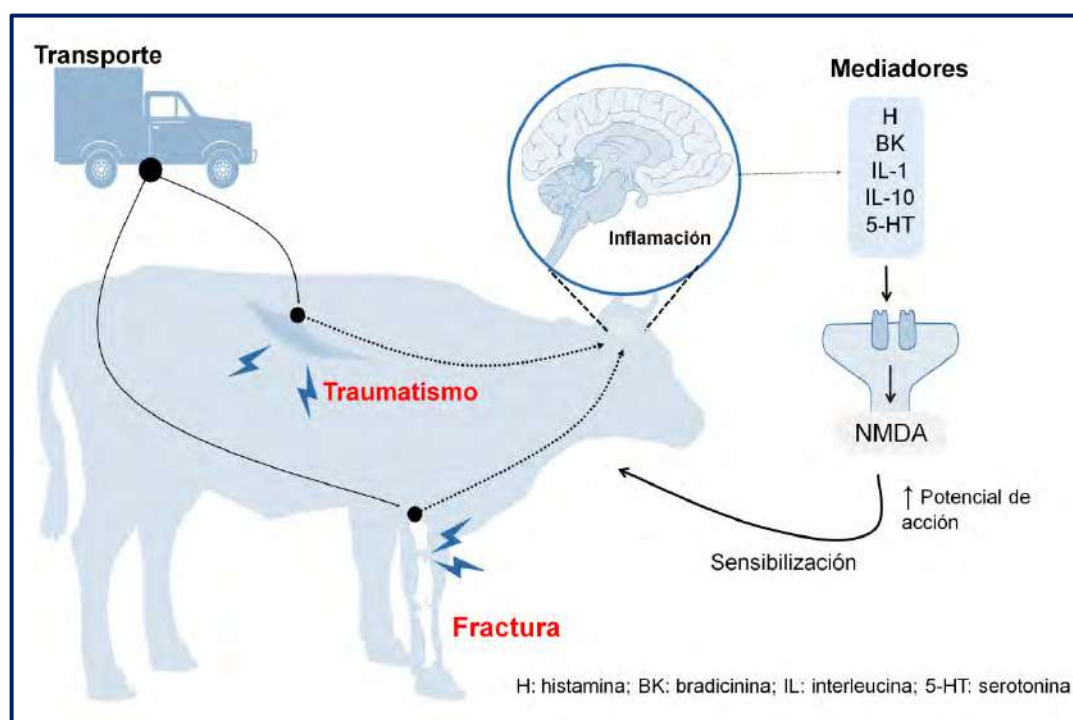 Transporte
Mediadores
H
BK
IL-1
IL-10
5-HT
Inflamación
Traumatismo
NMDA
↑ Potencial de
acción
Sensibilización
Fractura
H: histamina; BK: bradicinina; IL: interleucina; 5-HT: serotonina